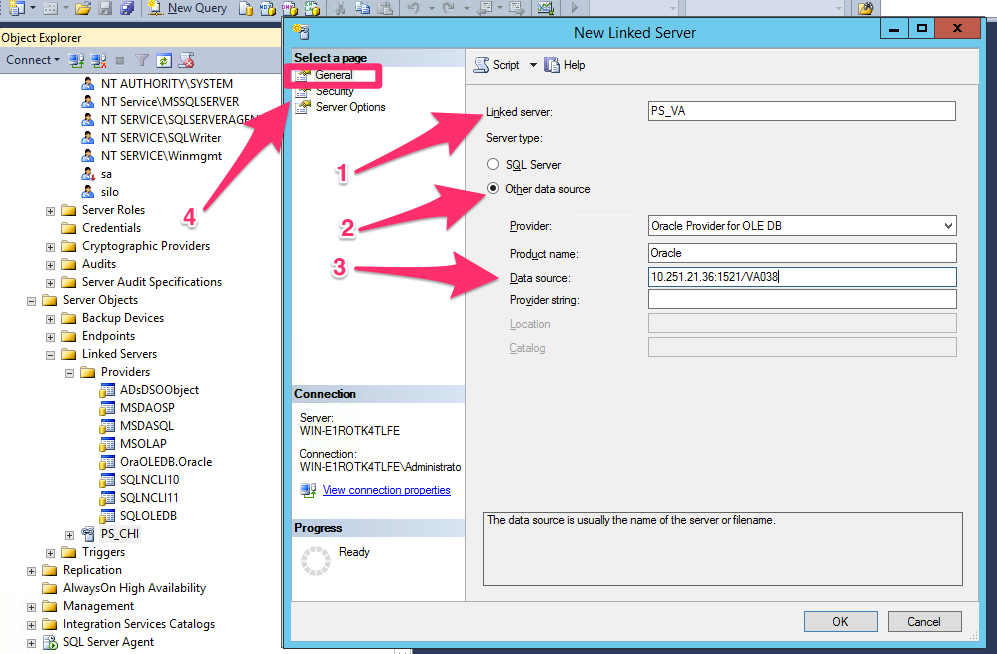 New Query
Object Explorer
Connect
NT AUTHORITY\SYSTEM
NT Service\MSSQLSERVER
NT SERVICE\SQLSERVERAGEN
NT SERVICE\SQLWriter
NT SERVICE\Winmgmt
sa
silo
Server Roles
Credentials
Cryptographic Providers
Audits
Server Audit Specifications
Server Objects
Backup Devices
Endpoints
Linked Servers
Providers
ADsDSOObject
MSDAOSP
MSDASQL
MSOLAP
OraOLEDB.Oracle
SQLNCLI10
SQLNCLI11
SQLOLEDB
PS_CHI
Triggers
Replication
AlwaysOn High Availability
Management
Integration Services Catalogs
SQL Server Agent
New Linked Server
X
Select a page
General
Security
Server Options
4
Connection
Server:
WIN-E1ROTK4TLFE
Connection:
WIN-E1ROTK4TLFE\Administrato
View connection properties
Progress
Ready
Script
Help
1
Linked server: PS_VA
Server type:
SQL Server
2
Other data source
Provider: Oracle Provider for OLE DB
Product name: Oracle
3
Data source: 10.251.21.36:1521/VA038
Provider string:
Location
Catalog
The data source is usually the name of the server or filename.
OK
Cancel